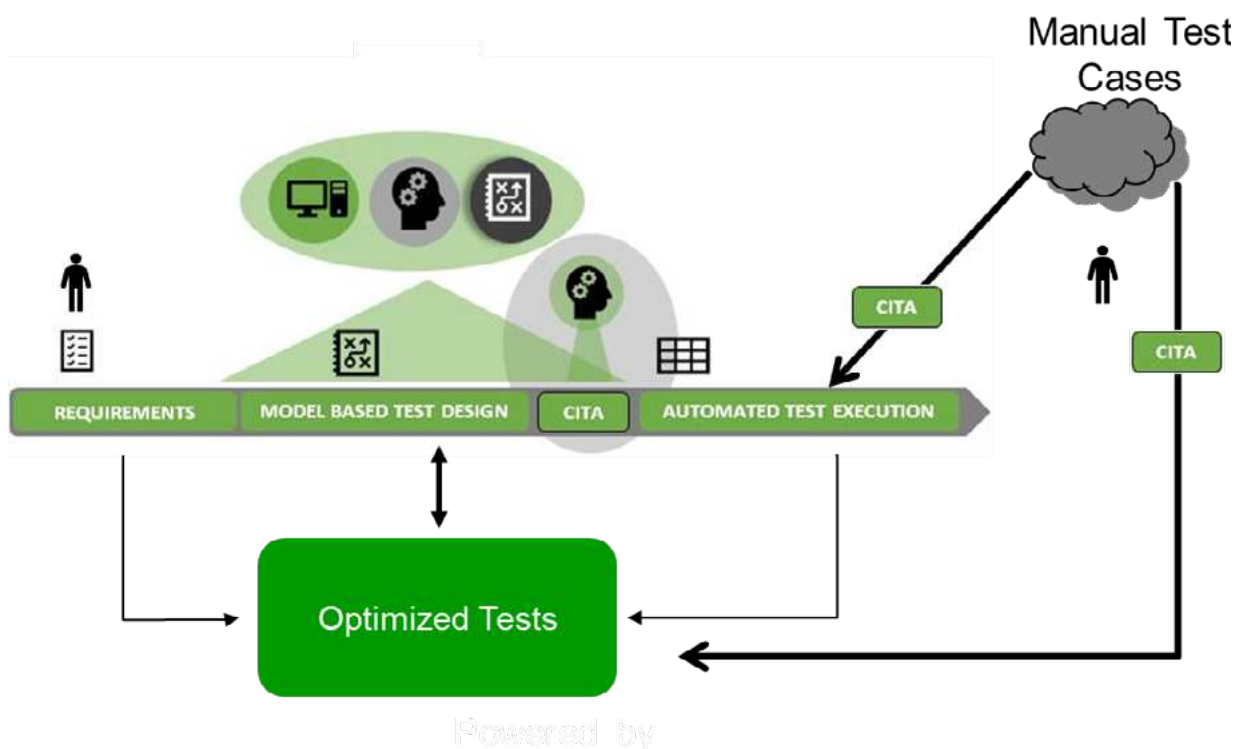 Manual Test
Cases
CITA
CITA
REQUIREMENTS
MODEL BASED TEST DESIGN
CITA
AUTOMATED TEST EXECUTION
Optimized Tests
Powered by